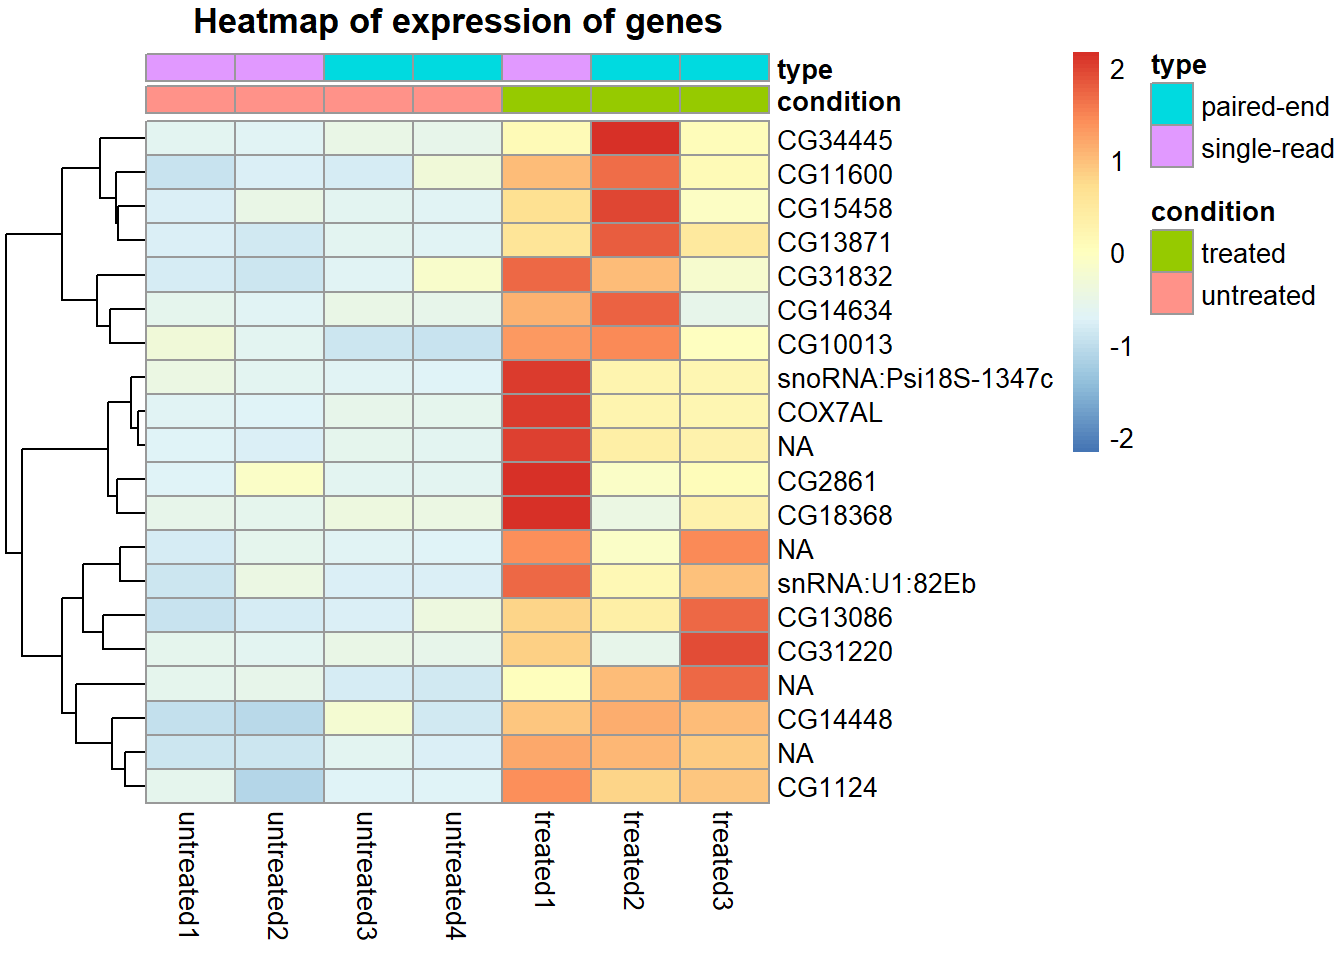 Heatmap of expression of genes
type
condition
CG34445
CG11600
CG15458
CG13871
CG31832
CG14634
CG10013
snoRNA:Psi18S-1347c
COX7AL
NA
CG2861
CG18368
NA
snRNA:U1:82Eb
CG13086
CG31220
NA
CG14448
NA
CG1124
untreated1
untreated2
untreated3
untreated4
treated1
treated2
treated3
2
1
0
-1
-2
type
paired-end
single-read
condition
treated
untreated